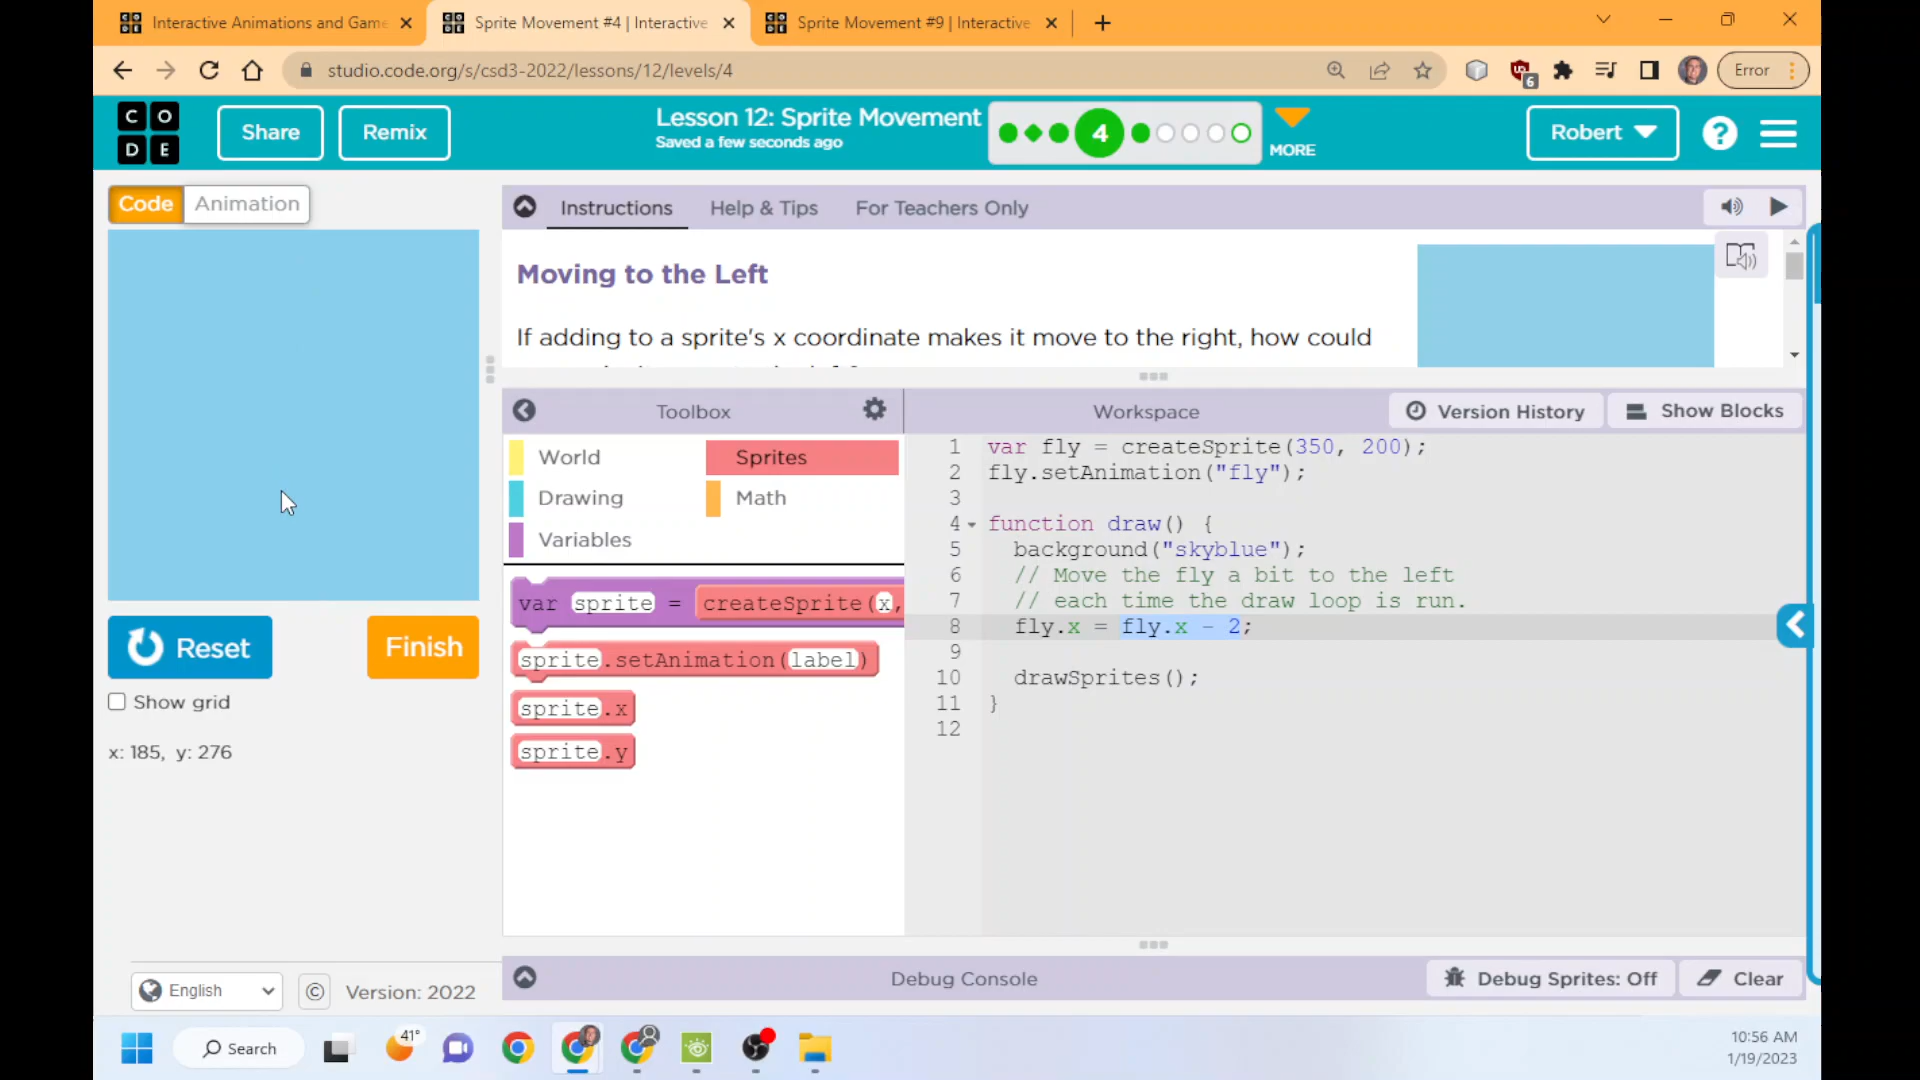 Interactive Animations and Game
Sprite Movement #4 | Interactive
Sprite Movement #9 | Interactive
studio.code.org/s/csd3-2022/lessons/12/levels/4
6
Error
C O D E
Share
Remix
Lesson 12: Sprite Movement
Saved a few seconds ago
4
MORE
Robert
?
Code
Animation
Instructions
Help & Tips
For Teachers Only
Moving to the Left
If adding to a sprite's x coordinate makes it move to the right, how could
Toolbox
Workspace
Version History
Show Blocks
World
Sprites
Drawing
Math
Variables
var sprite = createSprite(x,
sprite.setAnimation(label)
sprite.x
sprite.y
1 var fly = createSprite(350, 200);
2 fly.setAnimation("fly");
3
4 function draw() {
5 background("skyblue");
6 // Move the fly a bit to the left
7 // each time the draw loop is run.
8 fly.x = fly.x - 2;
9
10 drawSprites();
11 }
12
Reset
Finish
Show grid
x: 185, y: 276
English
©
Version: 2022
Debug Console
Debug Sprites: Off
Clear
Search
41°
10:56 AM
1/19/2023